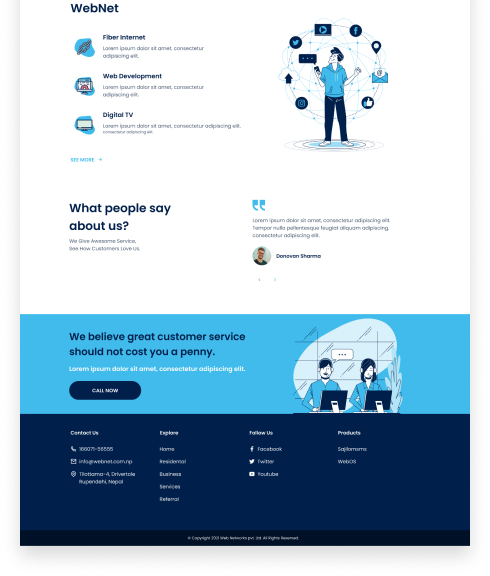 WebNet
Fiber Internet
Lorem ipsum dolor sit amet, consectetur
adipiscing elit.
Web Development
Lorem ipsum dolor sit amet, consectetur
adipiscing elit.
Digital TV
Lorem ipsum dolor sit amet, consectetur adipiscing elit.
consectetur adipiscing elit
SEE MORE
What people say
about us?
We Give Awesome Service,
See How Customers Love Us.
Lorem ipsum dolor sit amet, consectetur adipiscing elit.
Tempor nulla pellentesque feugiat aliquam adipiscing,
consectetur adipiscing elit.
Donovan Sharma
We believe great customer service
should not cost you a penny.
Lorem ipsum dolor sit amet, consectetur adipiscing elit.
CALL NOW
Contact Us
166071-56555
info@webnet.com.np
Tilottama-4, Drivertole
Rupendehi, Nepal
Explore
Home
Residental
Business
Services
Referral
Follow Us
Facebook
Twitter
Youtube
Products
Sajilomsms
WebOS
© Copyright 2021 Web Networks pvt. ltd. All Rights Reserved.